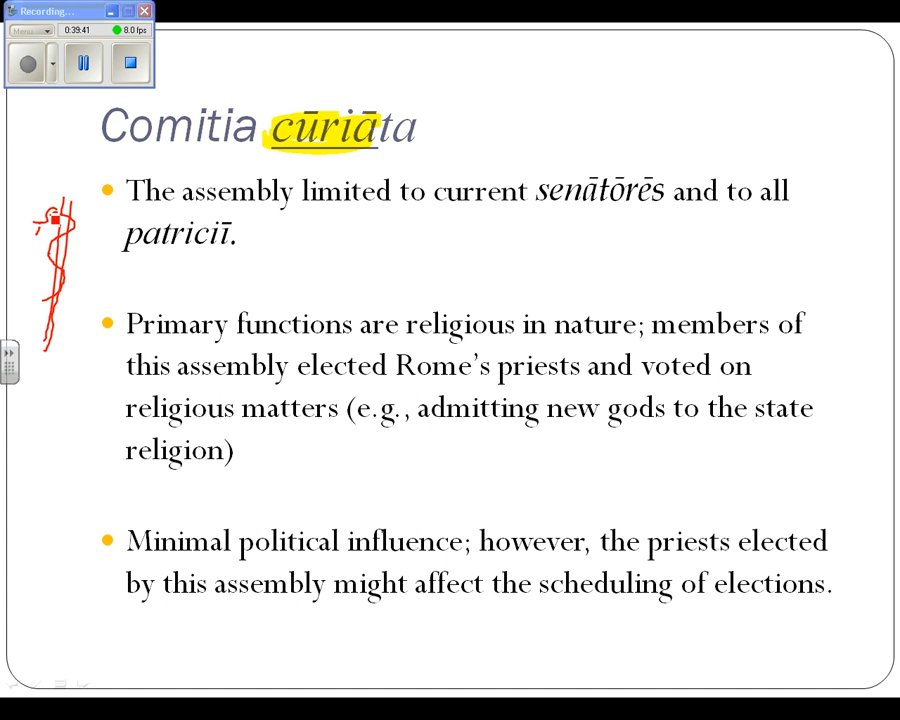 Recording...
Menu
0:39:41
8.0 fps
Comitia cūriāta
The assembly limited to current senātōrēs and to all
patriciī.
Primary functions are religious in nature; members of
this assembly elected Rome's priests and voted on
religious matters (e.g., admitting new gods to the state
religion)
Minimal political influence; however, the priests elected
by this assembly might affect the scheduling of elections.